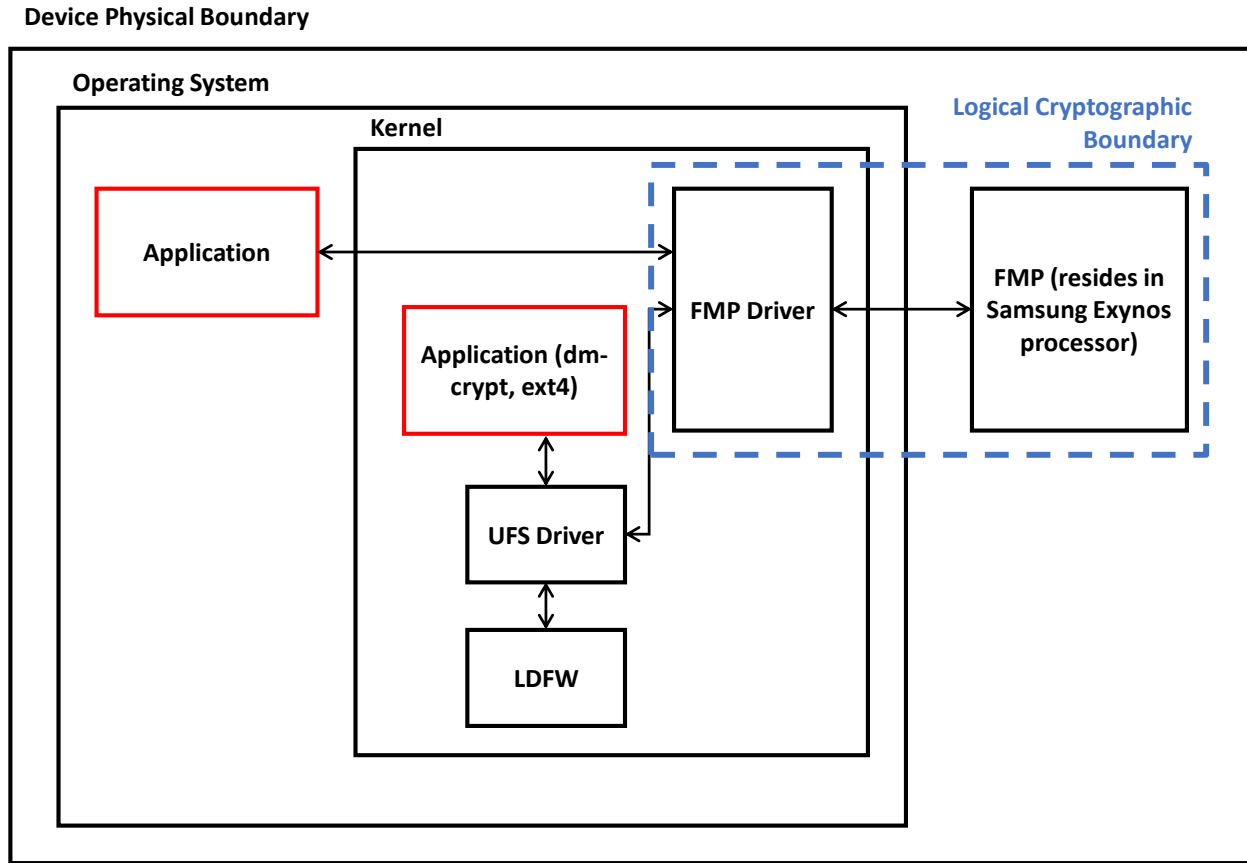 Device Physical Boundary
Operating System
Logical Cryptographic
Boundary
Kernel
Application
FMP Driver
FMP (resides in
Samsung Exynos
processor)
Application (dm-
crypt, ext4)
UFS Driver
LDFW